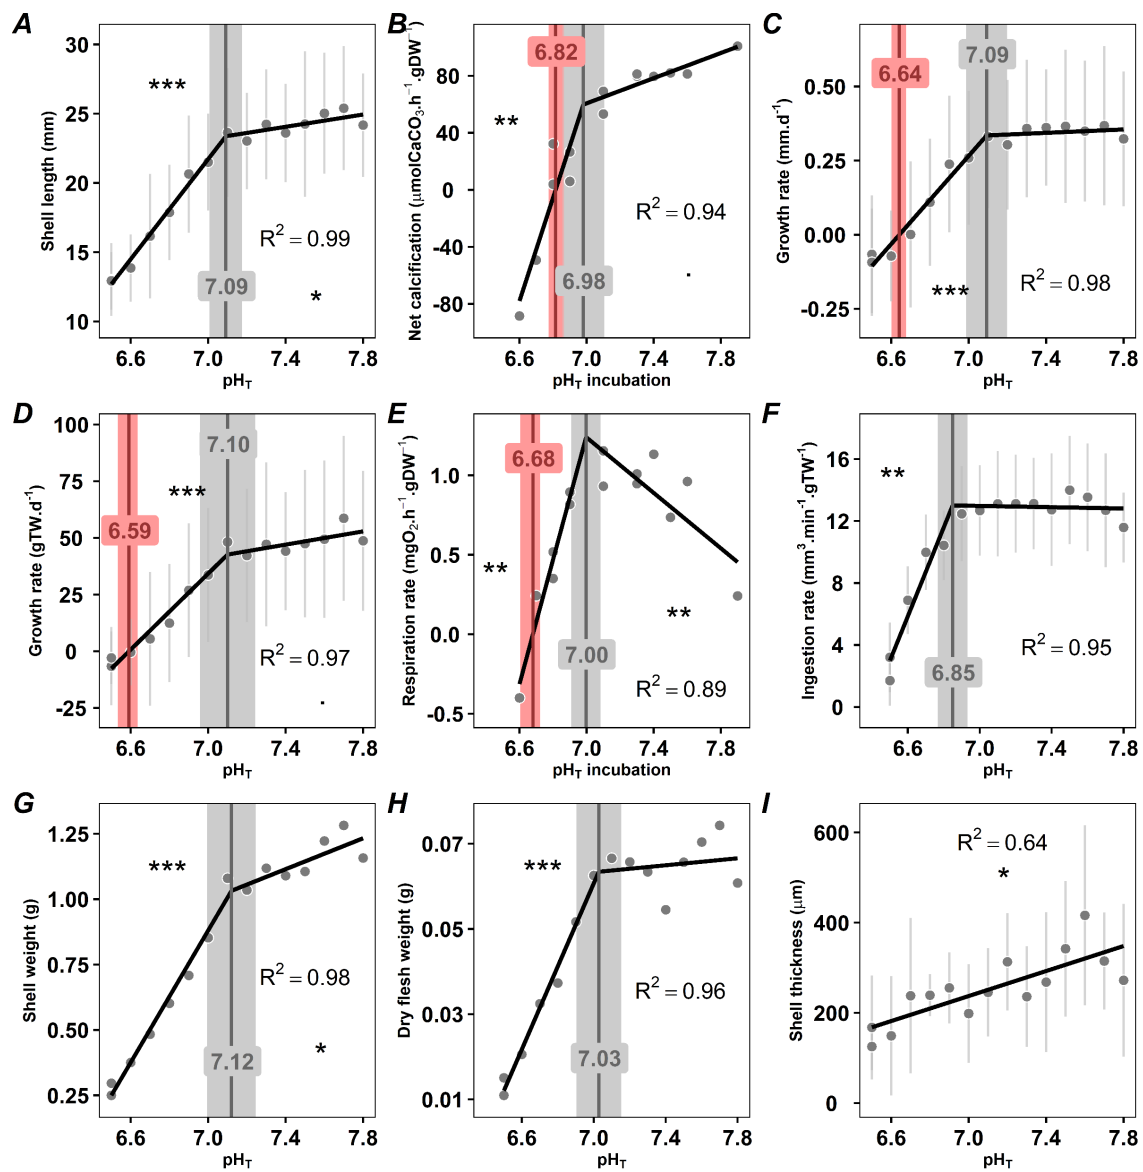 A
Shell length (mm)
30
25
20
15
10
***
R² = 0.99
7.09
*
6.6 7.0 7.4 7.8
pH_T
B
Net calcification (µmolCaCO₃.h⁻¹.gDW⁻¹)
80
40
0
-40
-80
6.82
**
R² = 0.94
6.98
.
6.6 7.0 7.4 7.8
pH_T incubation
C
Growth rate (mm.d⁻¹)
0.50
0.25
0.00
-0.25
6.64
7.09
***
R² = 0.98
6.6 7.0 7.4 7.8
pH_T
D
Growth rate (gTW.d⁻¹)
100
75
50
25
0
-25
7.10
***
6.59
R² = 0.97
.
6.6 7.0 7.4 7.8
pH_T
E
Respiration rate (mgO₂.h⁻¹.gDW⁻¹)
1.0
0.5
0.0
-0.5
6.68
**
**
7.00
R² = 0.89
6.6 7.0 7.4 7.8
pH_T incubation
F
Ingestion rate (mm³.min⁻¹.gTW⁻¹)
16
12
8
4
0
**
R² = 0.95
6.85
6.6 7.0 7.4 7.8
pH_T
G
Shell weight (g)
1.25
1.00
0.75
0.50
0.25
***
R² = 0.98
7.12
*
6.6 7.0 7.4 7.8
pH_T
H
Dry flesh weight (g)
0.07
0.05
0.03
0.01
***
R² = 0.96
7.03
6.6 7.0 7.4 7.8
pH_T
I
Shell thickness (µm)
600
400
200
0
R² = 0.64
*
6.6 7.0 7.4 7.8
pH_T